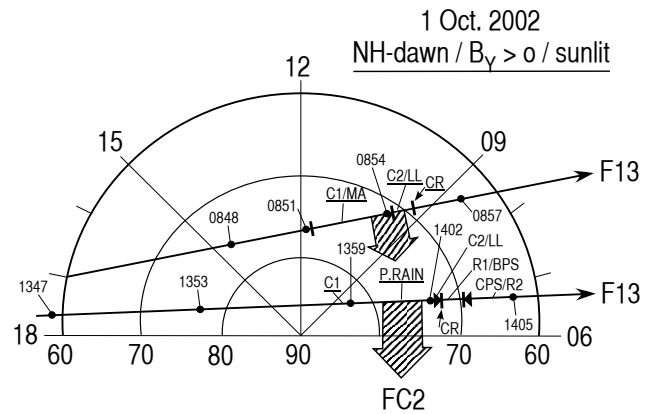 1 Oct. 2002
NH-dawn / BY > o / sunlit
12
15
09
0854
C2/LL
CR
F13
C1/MA
0851
0857
0848
1402
C2/LL
1359
R1/BPS
1347
1353
C1
P.RAIN
CPS/R2
F13
18
CR
1405
06
60
70
80
90
80
70
60
FC2